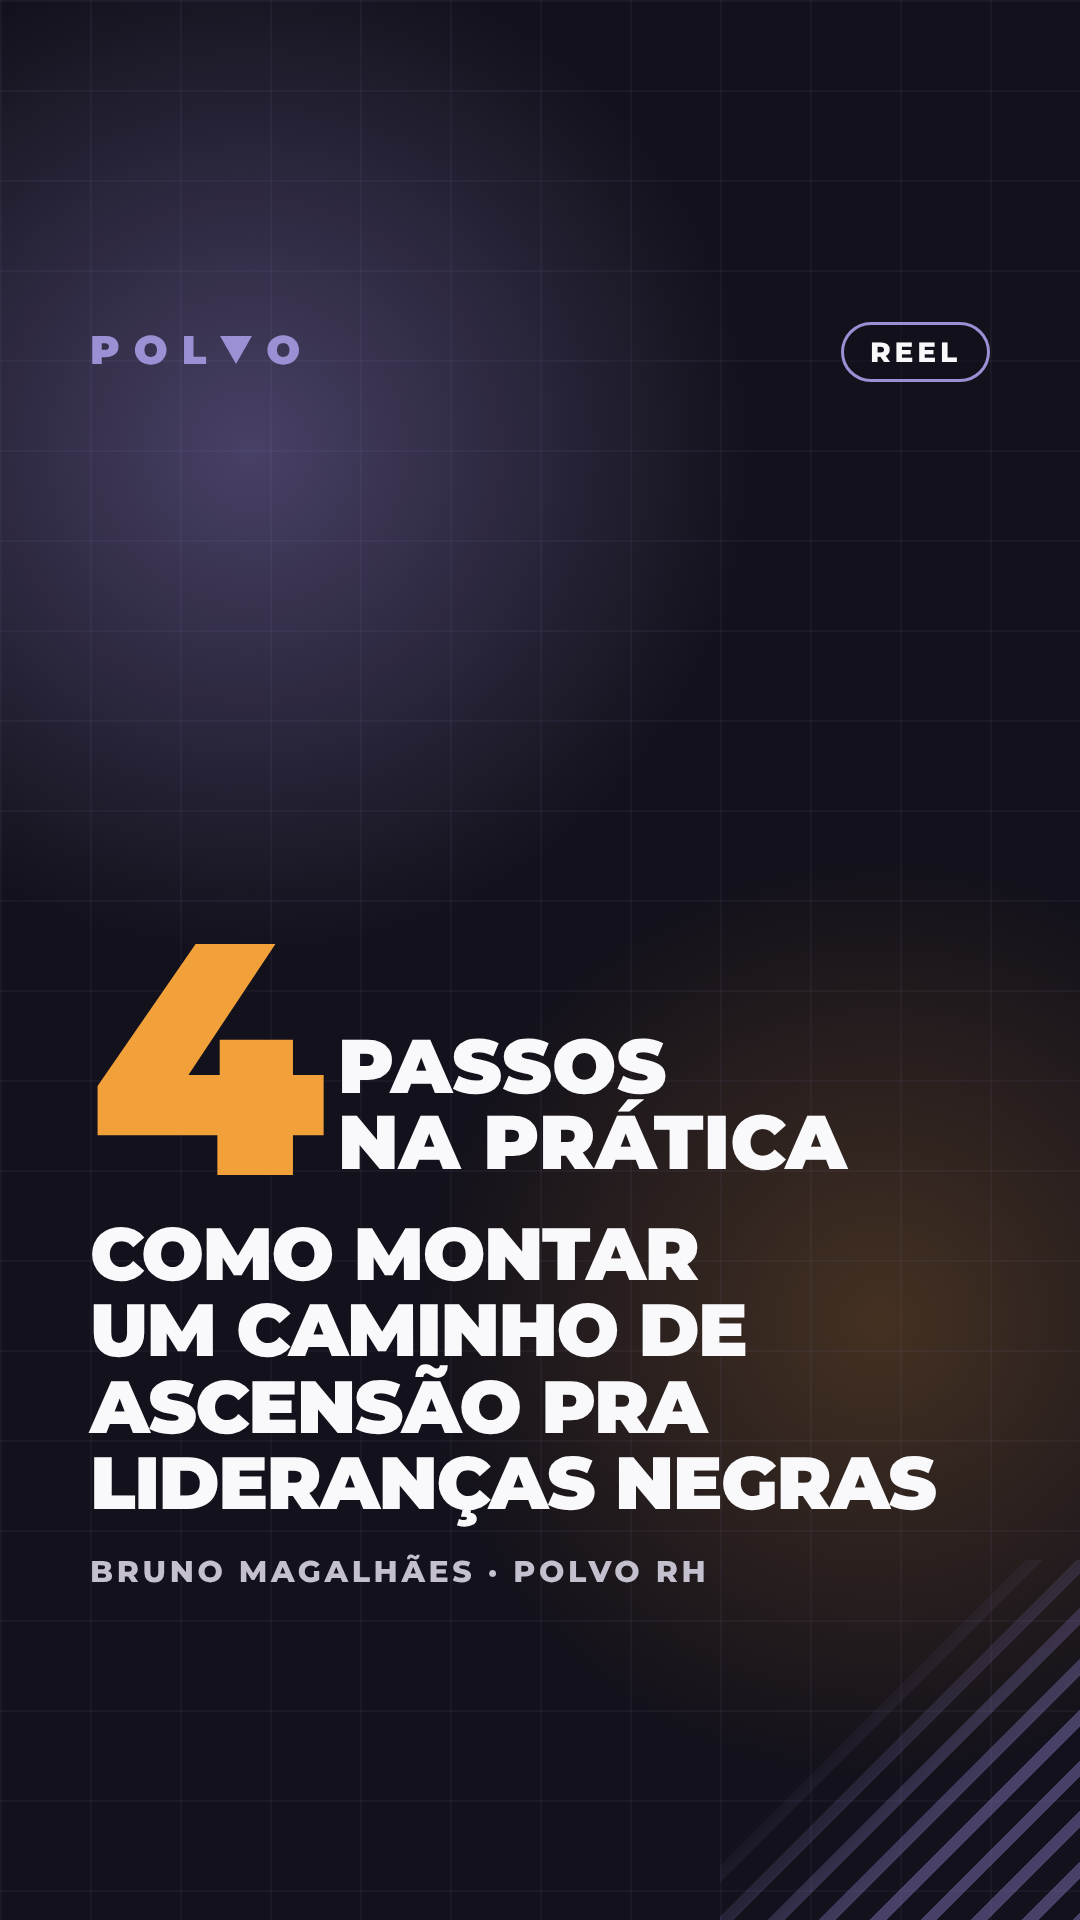 POLVO
REEL
4 PASSOS
NA PRÁTICA
COMO MONTAR
UM CAMINHO DE
ASCENSÃO PRA
LIDERANÇAS NEGRAS
BRUNO MAGALHÃES · POLVO RH